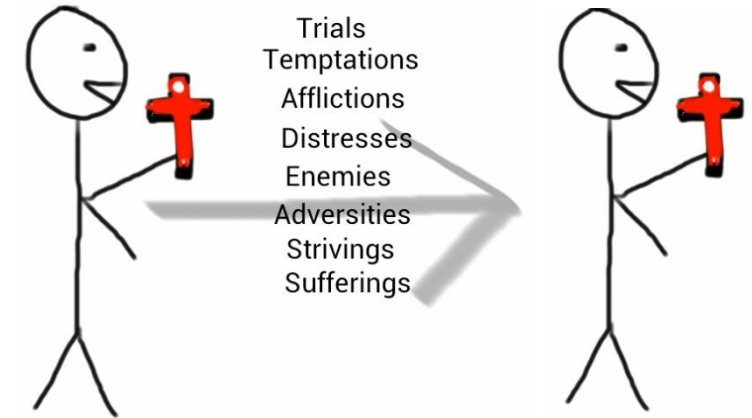 Trials
Temptations
Afflictions
Distresses
Enemies
Adversities
Strivings
Sufferings